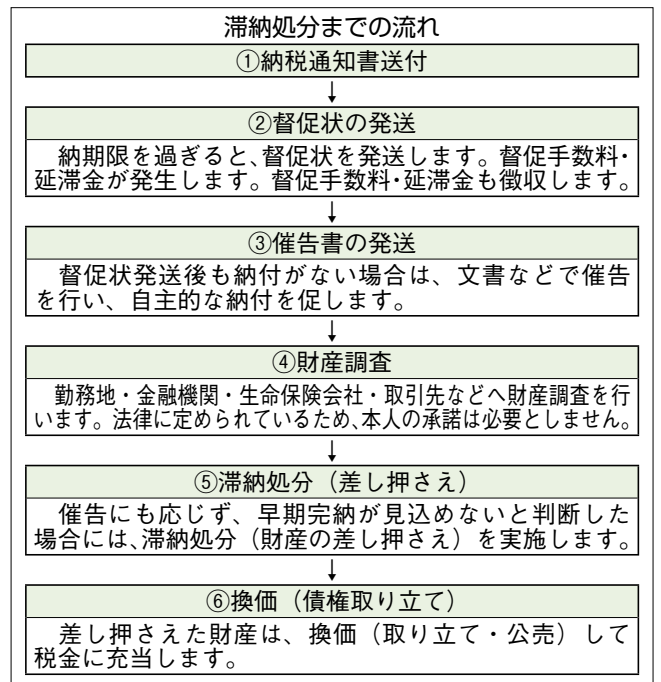 滞納処分までの流れ
①納税通知書送付
↓
②督促状の発送
納期限を過ぎると、督促状を発送します。督促手数料・
延滞金が発生します。督促手数料・延滞金も徴収します。
↓
③催告書の発送
督促状発送後も納付がない場合は、文書などで催告
を行い、自主的な納付を促します。
↓
④財産調査
勤務地・金融機関・生命保険会社・取引先などへ財産調査を行
います。法律に定められているため、本人の承諾は必要としません。
↓
⑤滞納処分（差し押さえ）
催告にも応じず、早期完納が見込めないと判断した
場合には、滞納処分（財産の差し押さえ）を実施します。
↓
⑥換価（債権取り立て）
差し押さえた財産は、換価（取り立て・公売）して
税金に充当します。